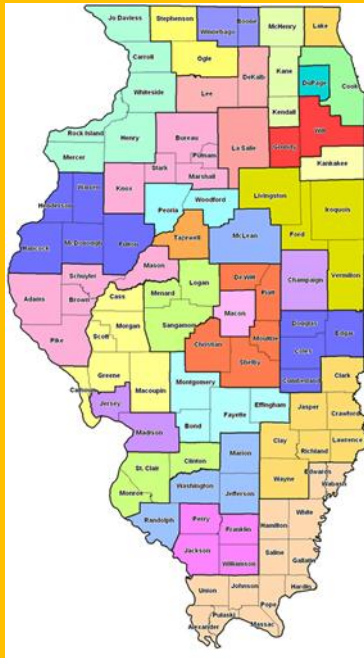 Jo Daviess
Stephenson
Winnebago
Boone
McHenry
Lake
Carroll
Ogle
DeKalb
Kane
DuPage
Cook
Whiteside
Lee
Kendall
Will
Rock Island
Henry
Bureau
La Salle
Grundy
Mercer
Putnam
Kankakee
Stark
Marshall
Knox
Warren
Henderson
Peoria
Woodford
Livingston
Iroquois
Tazewell
McLean
Ford
Hancock
McDonough
Fulton
Mason
Vermilion
Schuyler
Logan
De Witt
Champaign
Adams
Brown
Cass
Menard
Piatt
Macon
Morgan
Sangamon
Douglas
Edgar
Pike
Scott
Christian
Moultrie
Coles
Shelby
Greene
Macoupin
Montgomery
Cumberland
Clark
Calhoun
Jersey
Fayette
Effingham
Jasper
Crawford
Madison
Bond
Clay
Richland
Lawrence
Clinton
Marion
St. Clair
Wayne
Edwards
Wabash
Washington
Jefferson
Monroe
Randolph
Perry
Franklin
Hamilton
White
Jackson
Williamson
Saline
Gallatin
Union
Johnson
Pope
Hardin
Alexander
Pulaski
Massac